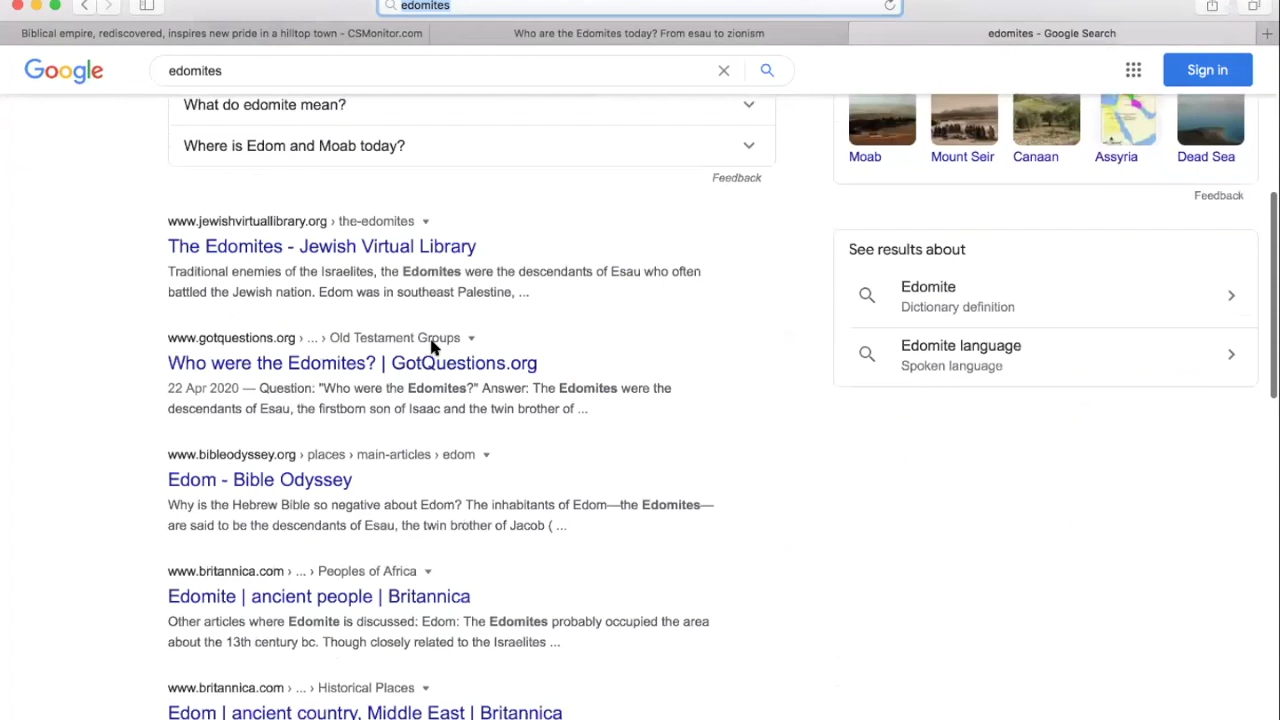 edomites
Biblical empire, rediscovered, inspires new pride in a hilltop town - CSMonitor.com
Who are the Edomites today? From esau to zionism
edomites - Google Search
Google
edomites
Sign in
What do edomite mean?
Where is Edom and Moab today?
Feedback
Moab
Mount Seir
Canaan
Assyria
Dead Sea
Feedback
www.jewishvirtuallibrary.org › the-edomites
The Edomites - Jewish Virtual Library
Traditional enemies of the Israelites, the Edomites were the descendants of Esau who often
battled the Jewish nation. Edom was in southeast Palestine, ...
See results about
Edomite
Dictionary definition
Edomite language
Spoken language
www.gotquestions.org › ... › Old Testament Groups
Who were the Edomites? | GotQuestions.org
22 Apr 2020 — Question: "Who were the Edomites?" Answer: The Edomites were the
descendants of Esau, the firstborn son of Isaac and the twin brother of ...
www.bibleodyssey.org › places › main-articles › edom
Edom - Bible Odyssey
Why is the Hebrew Bible so negative about Edom? The inhabitants of Edom—the Edomites—
are said to be the descendants of Esau, the twin brother of Jacob ( ...
www.britannica.com › ... › Peoples of Africa
Edomite | ancient people | Britannica
Other articles where Edomite is discussed: Edom: The Edomites probably occupied the area
about the 13th century bc. Though closely related to the Israelites ...
www.britannica.com › ... › Historical Places
Edom | ancient country, Middle East | Britannica